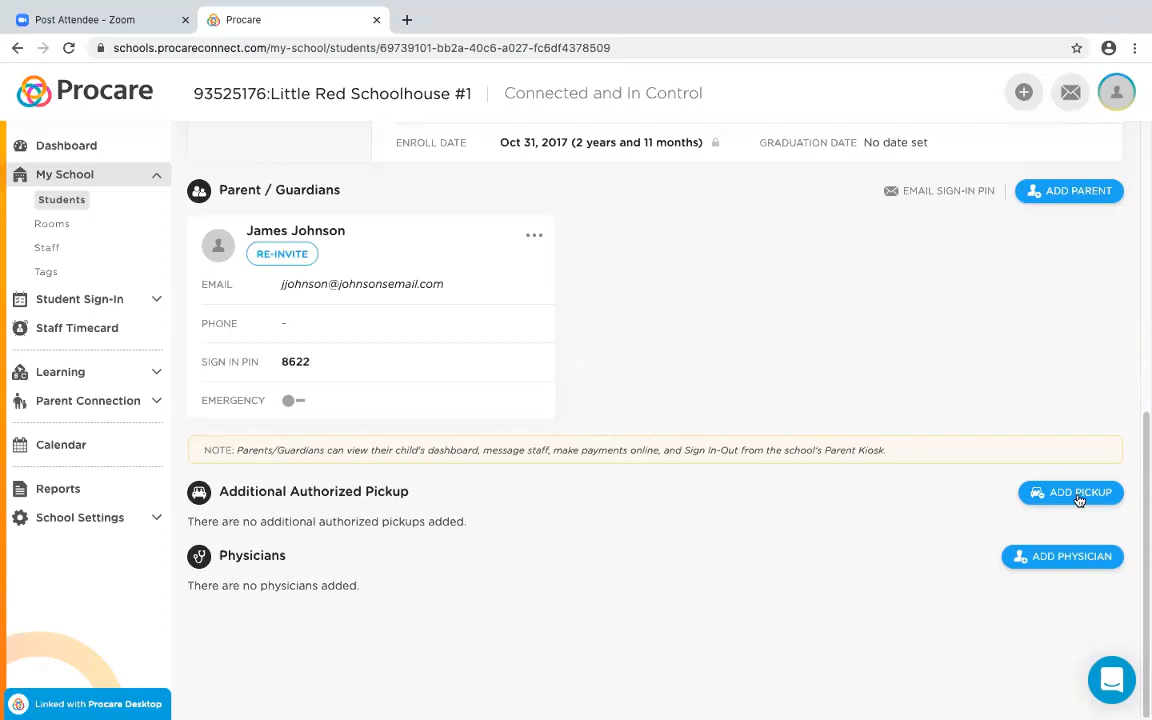 Post Attendee - Zoom
Procare
schools.procareconnect.com/my-school/students/69739101-bb2a-40c6-a027-fc6df4378509
Procare
93525176:Little Red Schoolhouse #1
Connected and In Control
Dashboard
My School
Students
Rooms
Staff
Tags
Student Sign-In
Staff Timecard
Learning
Parent Connection
Calendar
Reports
School Settings
Linked with Procare Desktop
ENROLL DATE Oct 31, 2017 (2 years and 11 months) GRADUATION DATE No date set
Parent / Guardians
EMAIL SIGN-IN PIN
ADD PARENT
James Johnson
RE-INVITE
EMAIL jjohnson@johnsonsemail.com
PHONE -
SIGN IN PIN 8622
EMERGENCY
NOTE: Parents/Guardians can view their child's dashboard, message staff, make payments online, and Sign In-Out from the school's Parent Kiosk.
Additional Authorized Pickup
ADD PICKUP
There are no additional authorized pickups added.
Physicians
ADD PHYSICIAN
There are no physicians added.